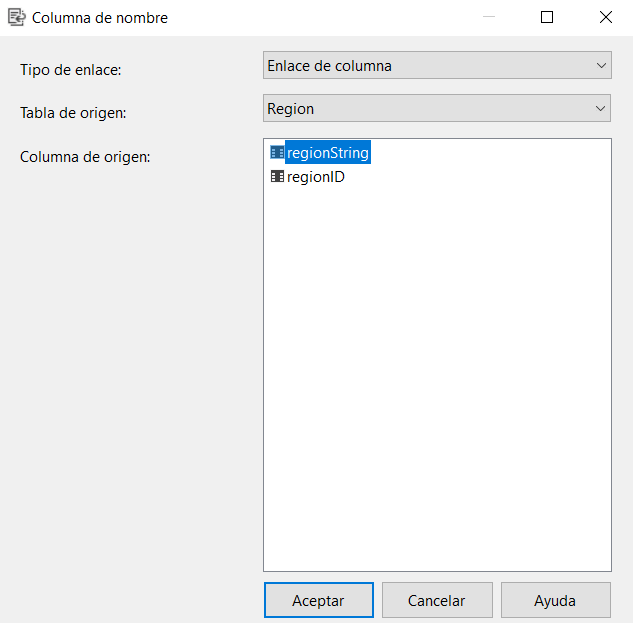 Columna de nombre
Tipo de enlace:
Enlace de columna
Tabla de origen:
Region
Columna de origen:
regionString
regionID
Aceptar
Cancelar
Ayuda